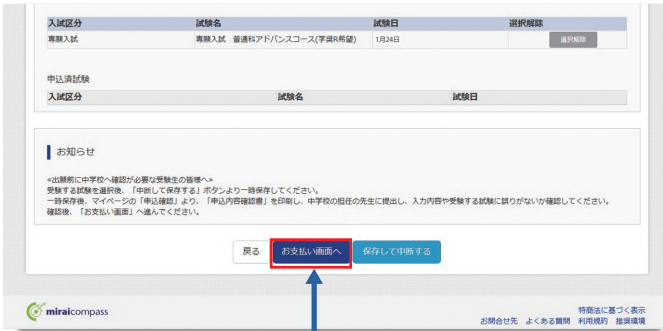 入試区分 試験名 試験日 選択解除
専願入試 専願入試 普通科アドバンスコース(学奨R希望) 1月24日 選択解除
申込済試験
入試区分 試験名 試験日
お知らせ
≪出願前に中学校へ確認が必要な受験生の皆様へ≫
受験する試験を選択後、「中断して保存する」ボタンより一時保存してください。
一時保存後、マイページの「申込確認」より、「申込内容確認書」を印刷し、中学校の担任の先生に提出し、入力内容や受験する試験に誤りがないか確認してください。
確認後、「お支払い画面」へ進んでください。
戻る お支払い画面へ 保存して中断する
miraicompass
特商法に基づく表示
お問合せ先 よくある質問 利用規約 推奨環境